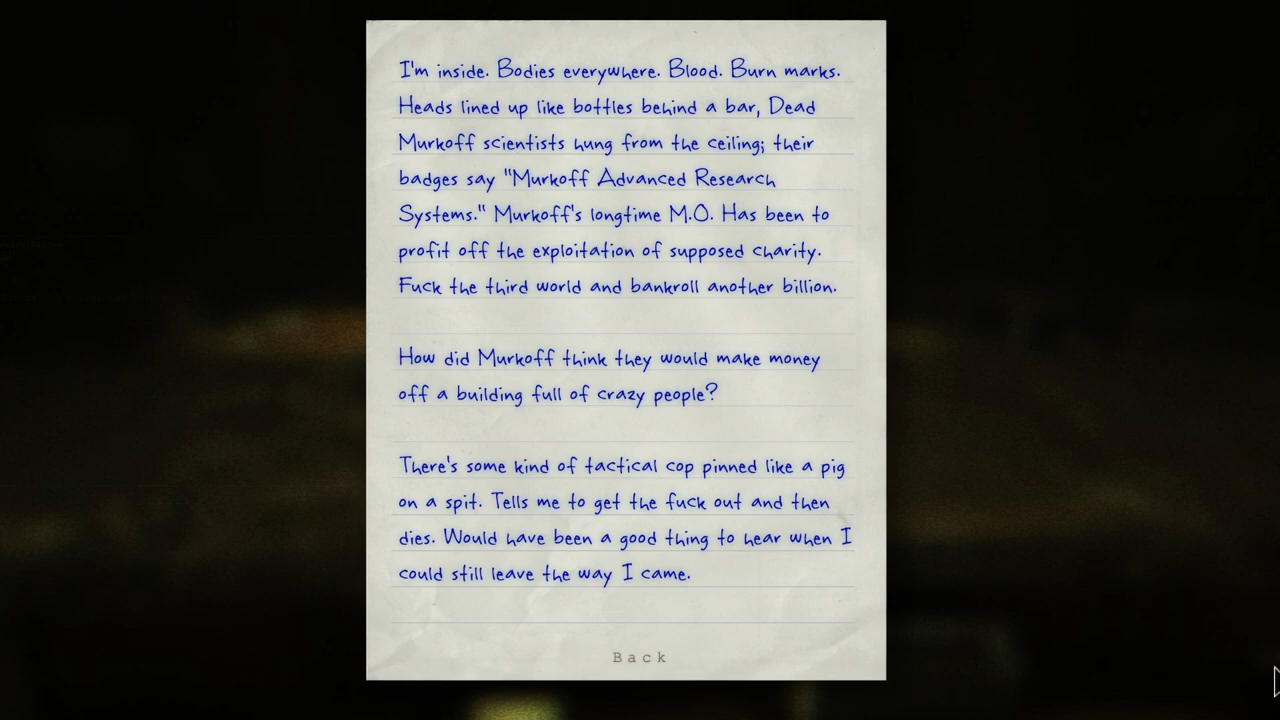 I'm inside. Bodies everywhere. Blood. Burn marks.
Heads lined up like bottles behind a bar, Dead
Murkoff scientists hung from the ceiling; their
badges say "Murkoff Advanced Research
Systems." Murkoff's longtime M.O. Has been to
profit off the exploitation of supposed charity.
Fuck the third world and bankroll another billion.
How did Murkoff think they would make money
off a building full of crazy people?
There's some kind of tactical cop pinned like a pig
on a spit. Tells me to get the fuck out and then
dies. Would have been a good thing to hear when I
could still leave the way I came.
Back